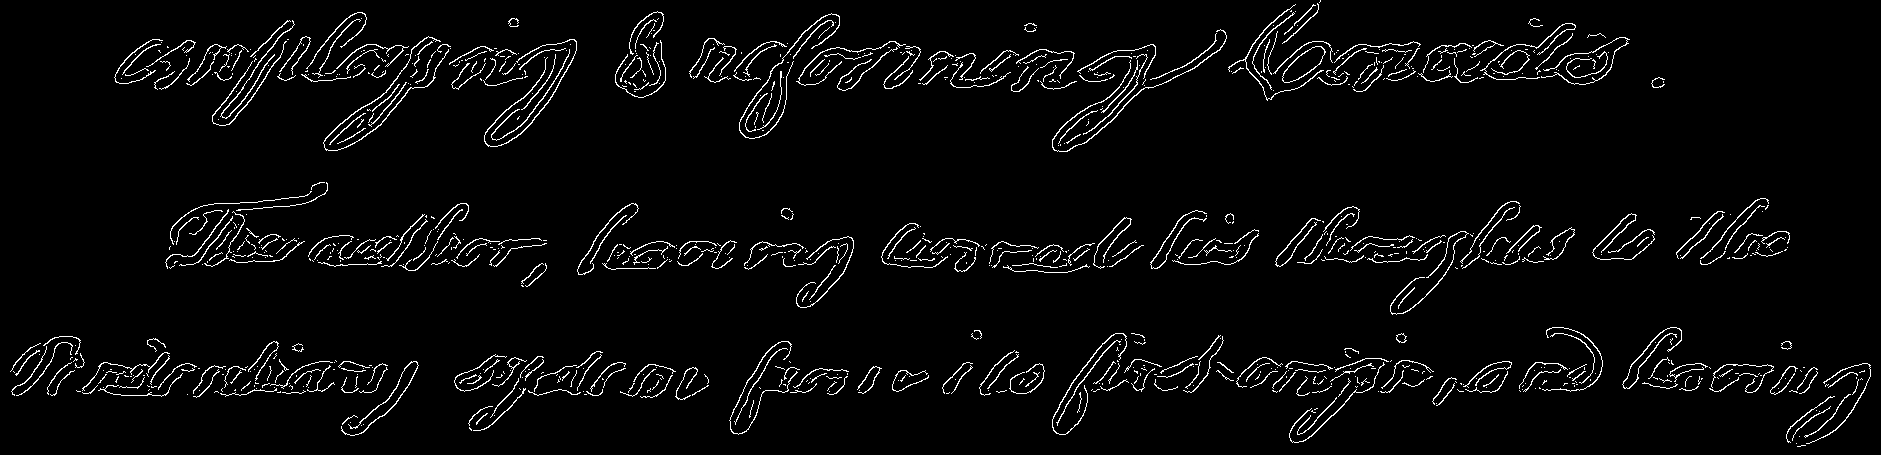 employing & reforming Convicts.
The author, having turned his thoughts to the
Penitentiary system from its first origin, and having